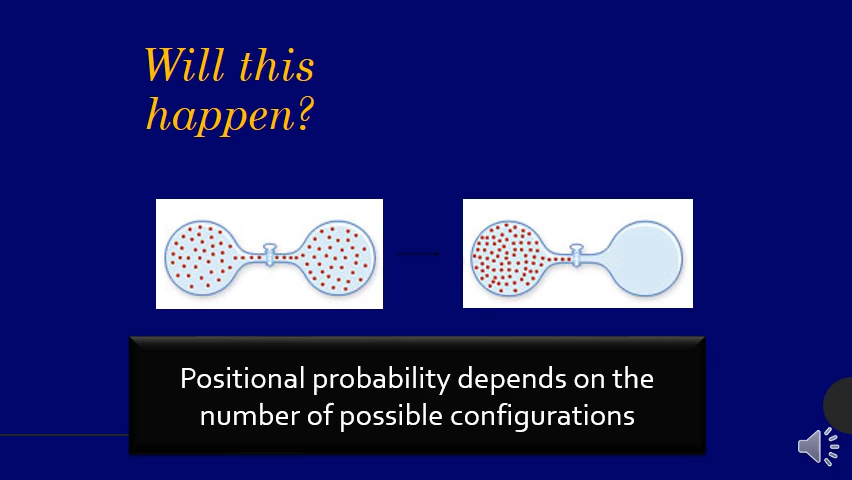 Will this
happen?
Positional probability depends on the
number of possible configurations